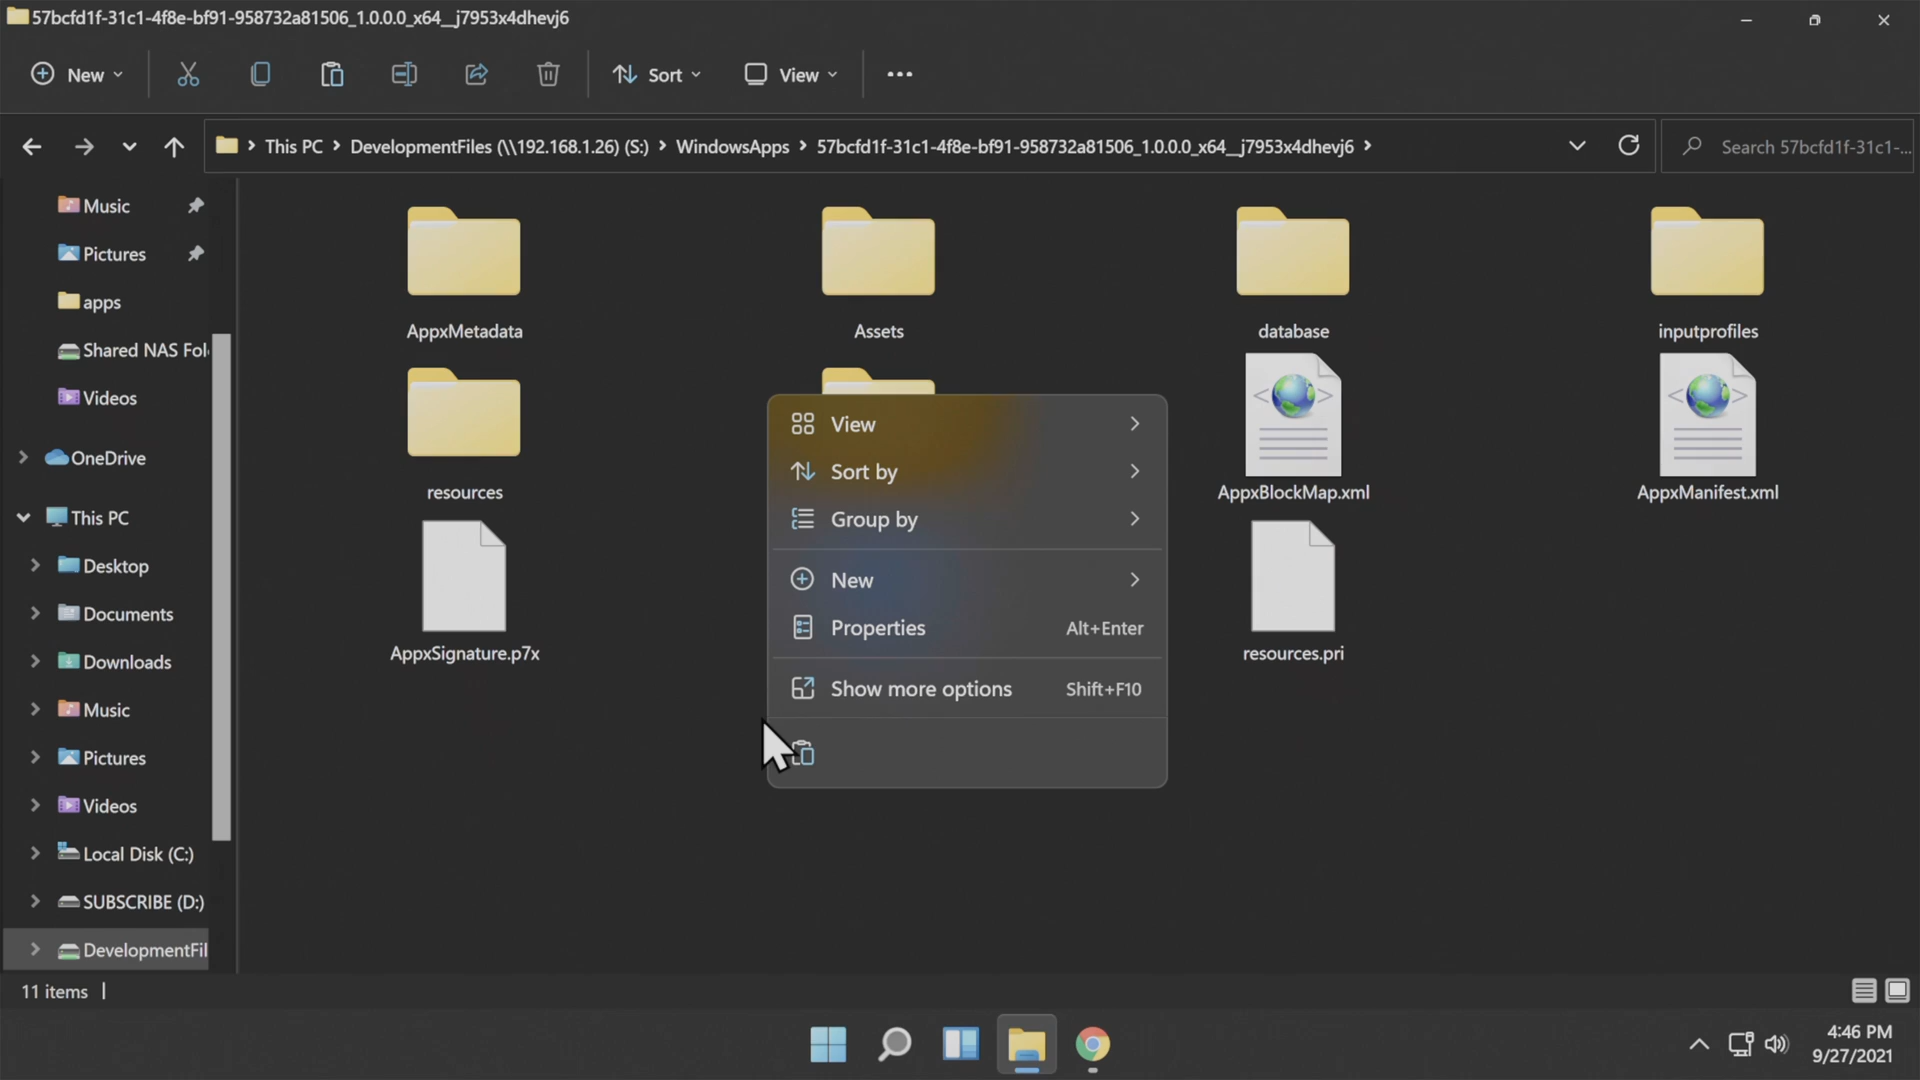 57bcfd1f-31c1-4f8e-bf91-958732a81506_1.0.0.0_x64__j7953x4dhevj6
New Sort View
This PC DevelopmentFiles (\\192.168.1.26) (S:) WindowsApps 57bcfd1f-31c1-4f8e-bf91-958732a81506_1.0.0.0_x64__j7953x4dhevj6
Search 57bcfd1f-31c1-...
Music
Pictures
apps
Shared NAS Fol
Videos
OneDrive
This PC
Desktop
Documents
Downloads
Music
Pictures
Videos
Local Disk (C:)
SUBSCRIBE (D:)
DevelopmentFil
AppxMetadata
Assets
database
inputprofiles
resources
AppxBlockMap.xml
AppxManifest.xml
AppxSignature.p7x
resources.pri
View
Sort by
Group by
New
Properties Alt+Enter
Show more options Shift+F10
11 items
4:46 PM
9/27/2021